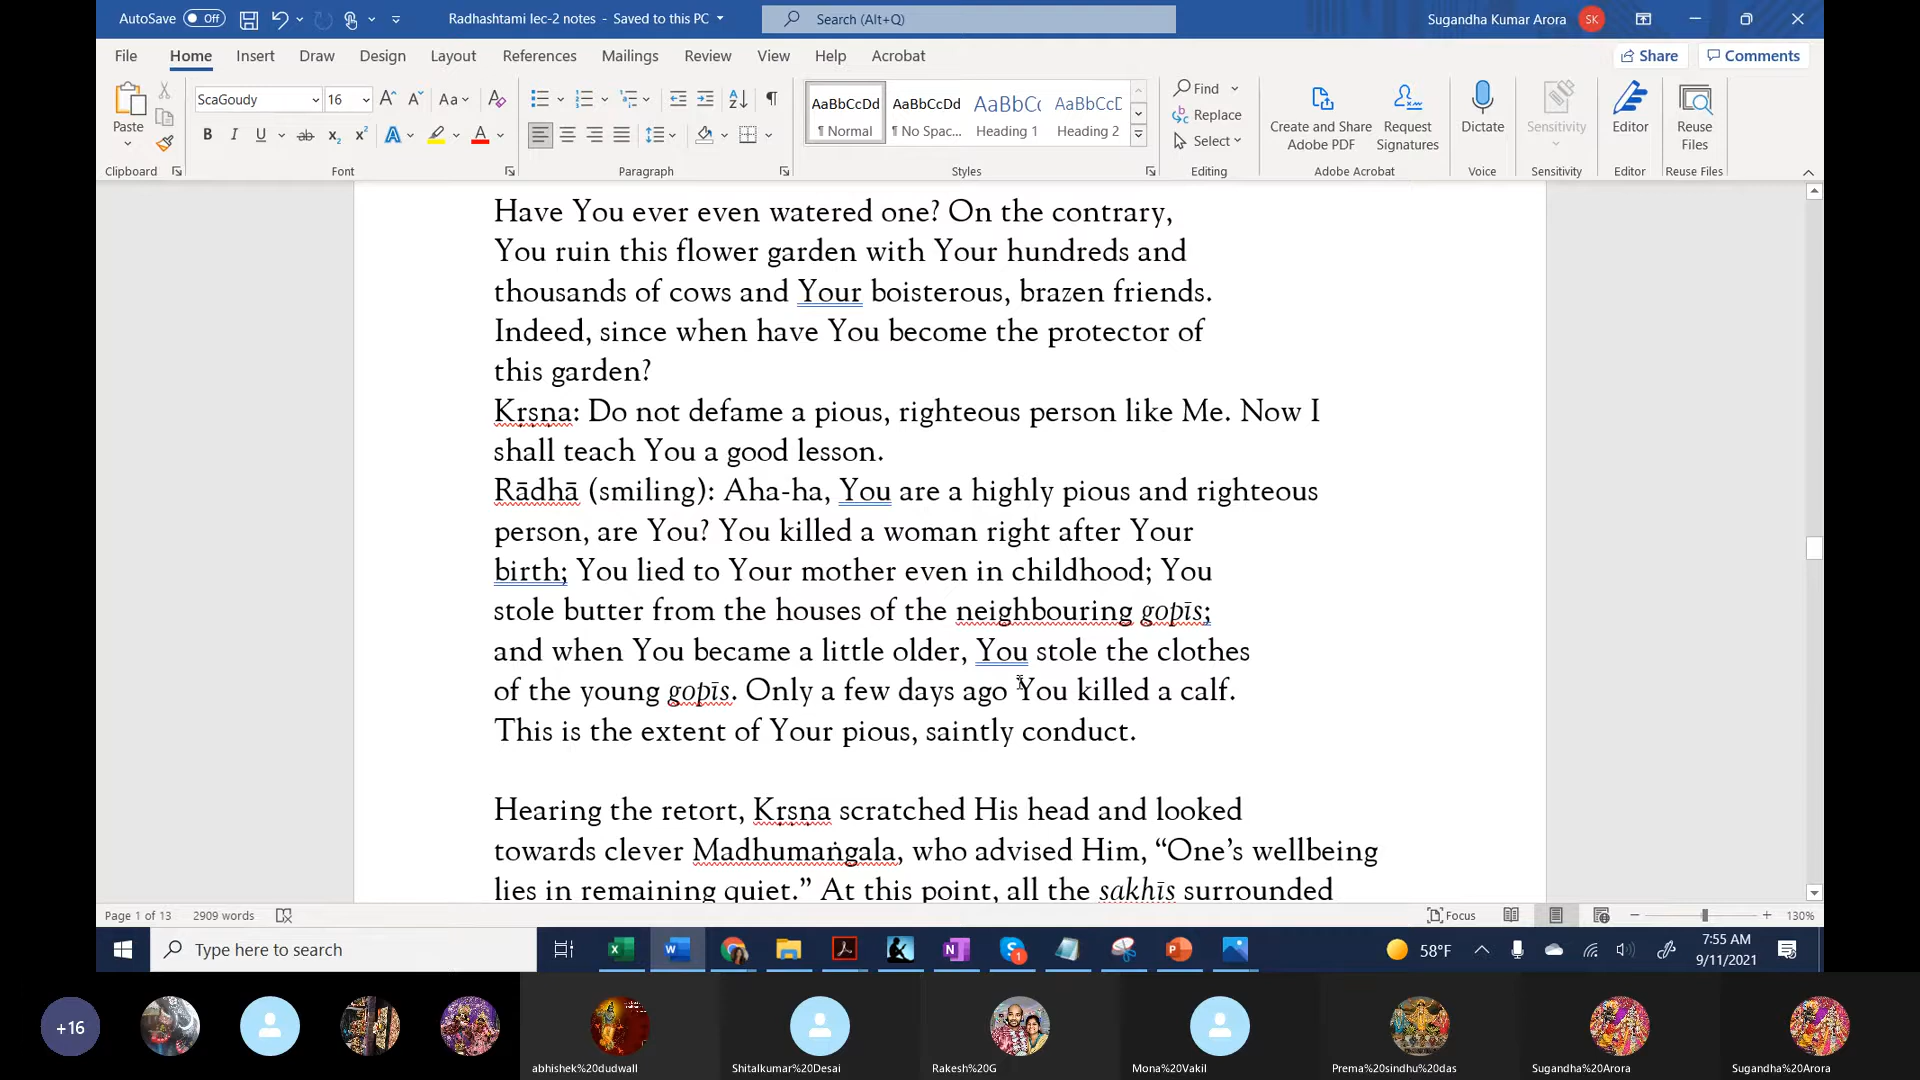 AutoSave Off
Radhashtami lec-2 notes - Saved to this PC
Search (Alt+Q)
Sugandha Kumar Arora SK
File Home Insert Draw Design Layout References Mailings Review View Help Acrobat
Share Comments
Paste
ScaGoudy 16
AaBbCcDd AaBbCcDd AaBbCc AaBbCcD
¶ Normal ¶ No Spac... Heading 1 Heading 2
Find
Replace
Select
Create and Share
Adobe PDF
Request
Signatures
Dictate
Sensitivity
Editor
Reuse
Files
Clipboard Font Paragraph Styles Editing Adobe Acrobat Voice Sensitivity Editor Reuse Files
Have You ever even watered one? On the contrary,
You ruin this flower garden with Your hundreds and
thousands of cows and Your boisterous, brazen friends.
Indeed, since when have You become the protector of
this garden?
Kṛṣṇa: Do not defame a pious, righteous person like Me. Now I
shall teach You a good lesson.
Rādhā (smiling): Aha-ha, You are a highly pious and righteous
person, are You? You killed a woman right after Your
birth; You lied to Your mother even in childhood; You
stole butter from the houses of the neighbouring gopīs;
and when You became a little older, You stole the clothes
of the young gopīs. Only a few days ago You killed a calf.
This is the extent of Your pious, saintly conduct.
Hearing the retort, Kṛṣṇa scratched His head and looked
towards clever Madhumaṅgala, who advised Him, “One’s wellbeing
lies in remaining quiet.” At this point, all the sakhīs surrounded
Page 1 of 13 2909 words
Focus
130%
Type here to search
58°F
7:55 AM
9/11/2021
+16
abhishek%20dudwall
Shitalkumar%20Desai
Rakesh%20G
Mona%20Vakil
Prema%20sindhu%20das
Sugandha%20Arora
Sugandha%20Arora